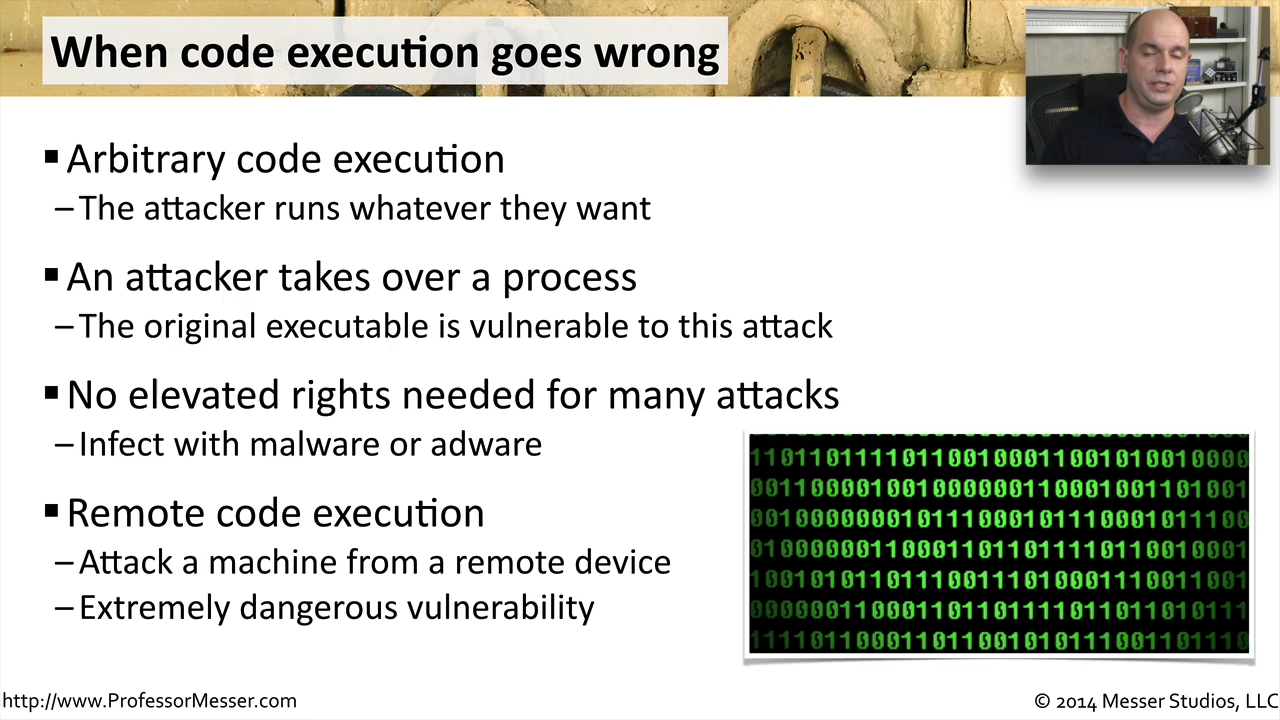 When code execution goes wrong
▪ Arbitrary code execution
– The attacker runs whatever they want
▪ An attacker takes over a process
– The original executable is vulnerable to this attack
▪ No elevated rights needed for many attacks
– Infect with malware or adware
▪ Remote code execution
– Attack a machine from a remote device
– Extremely dangerous vulnerability
http://www.ProfessorMesser.com
© 2014 Messer Studios, LLC